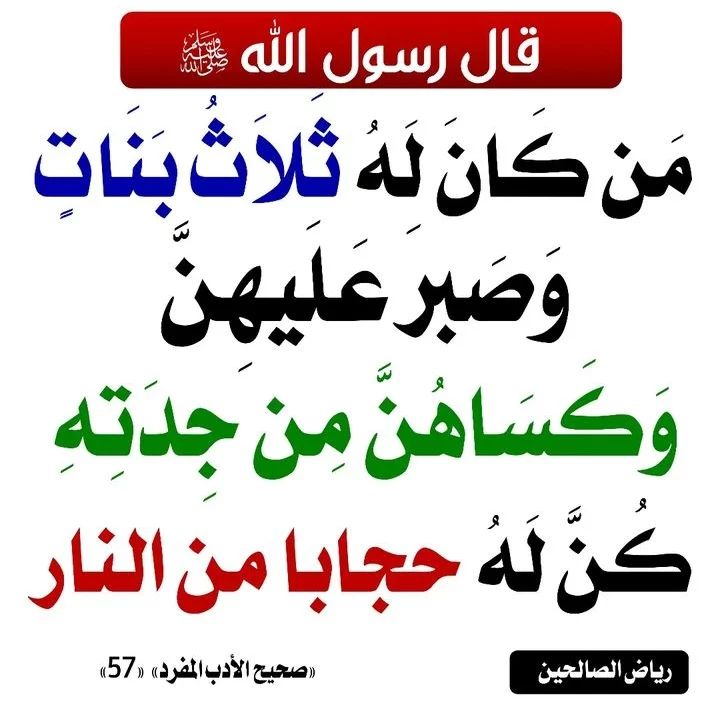 قال رسول الله ﷺ
مَن كَانَ لَهُ ثَلاَثُ بَنَاتٍ
وَصَبرَ عَلَيهِنَّ
وَكَسَاهُنَّ مِن جِدَتِهِ
كُنَّ لَهُ حجابا من النار
رياض الصالحين
«صحيح الأدب المفرد» «57»